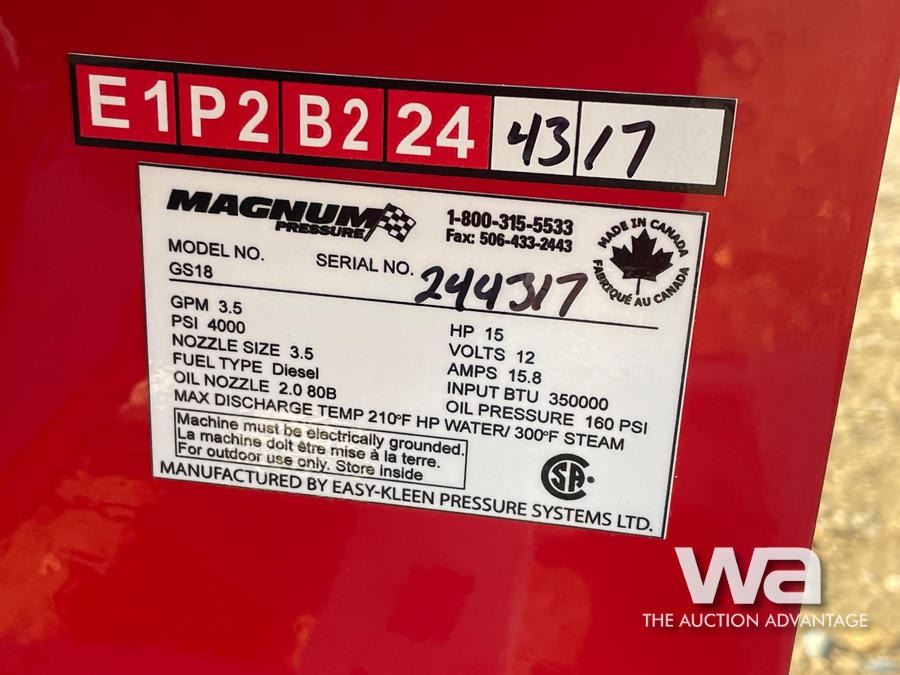 E1 P2 B2 24 43 17
MAGNUM
PRESSURE
1-800-315-5533
Fax: 506-433-2443
MADE IN CANADA
FABRIQUÉ AU CANADA
MODEL NO. SERIAL NO. 244317
GS18
GPM 3.5
PSI 4000
NOZZLE SIZE 3.5
FUEL TYPE Diesel
OIL NOZZLE 2.0 80B
HP 15
VOLTS 12
AMPS 15.8
INPUT BTU 350000
OIL PRESSURE 160 PSI
MAX DISCHARGE TEMP 210°F HP WATER/ 300°F STEAM
Machine must be electrically grounded.
La machine doit être mise à la terre.
For outdoor use only. Store inside
CSA
MANUFACTURED BY EASY-KLEEN PRESSURE SYSTEMS LTD.
wa
THE AUCTION ADVANTAGE